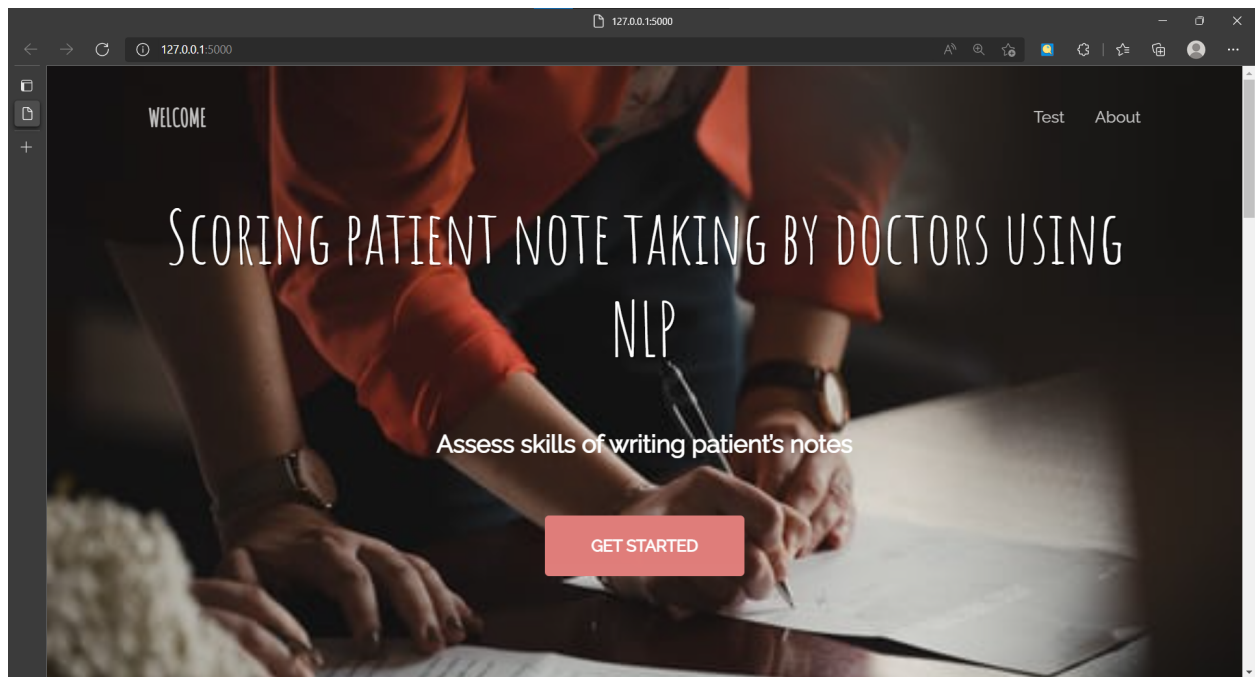 127.0.0.1:5000
127.0.0.1:5000
WELCOME
Test About
SCORING PATIENT NOTE TAKING BY DOCTORS USING
NLP
Assess skills of writing patient's notes
GET STARTED